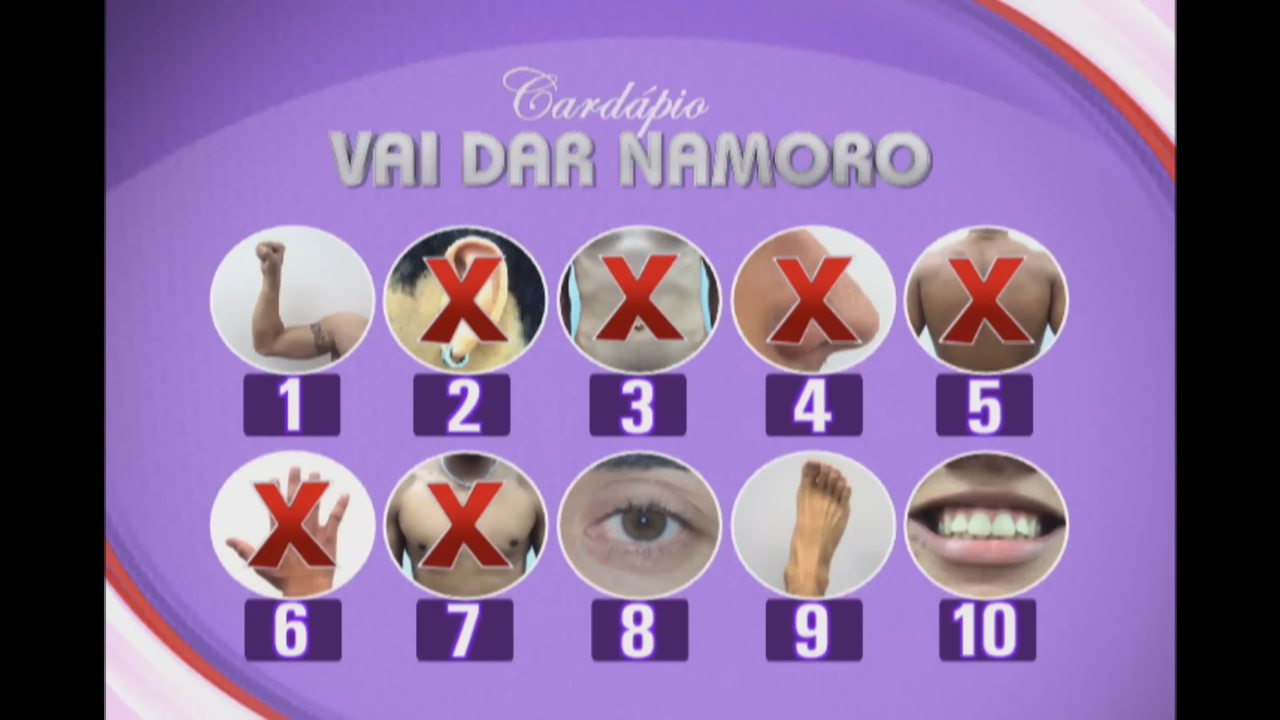 Cardápio
VAI DAR NAMORO
X X X X
1 2 3 4 5
X X
6 7 8 9 10